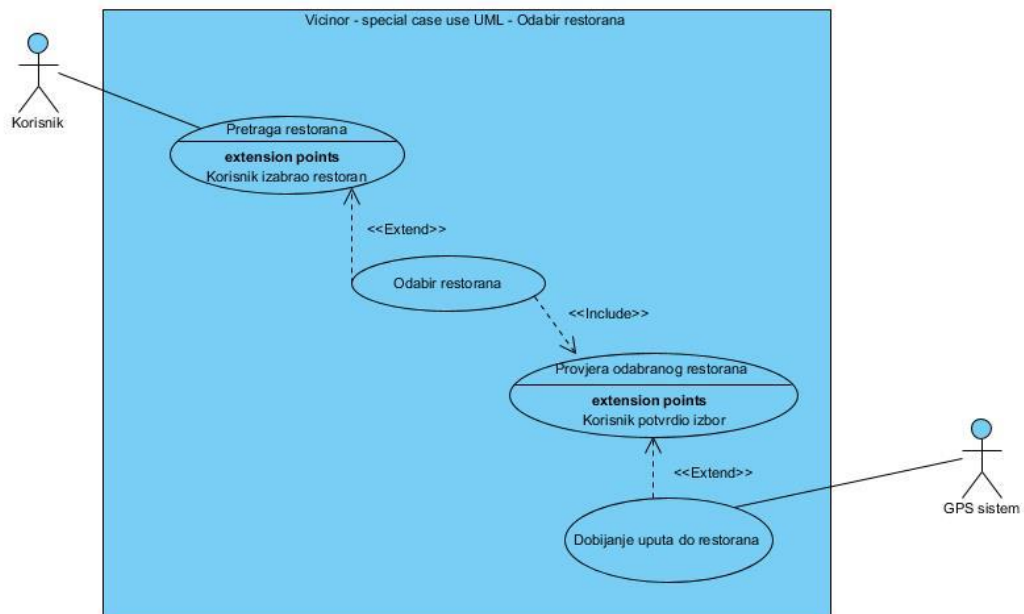 Vicinor - special case use UML - Odabir restorana
Korisnik
Pretraga restorana
extension points
Korisnik izabrao restoran
<<Extend>>
Odabir restorana
<<Include>>
Provjera odabranog restorana
extension points
Korisnik potvrdio izbor
<<Extend>>
GPS sistem
Dobijanje uputa do restorana